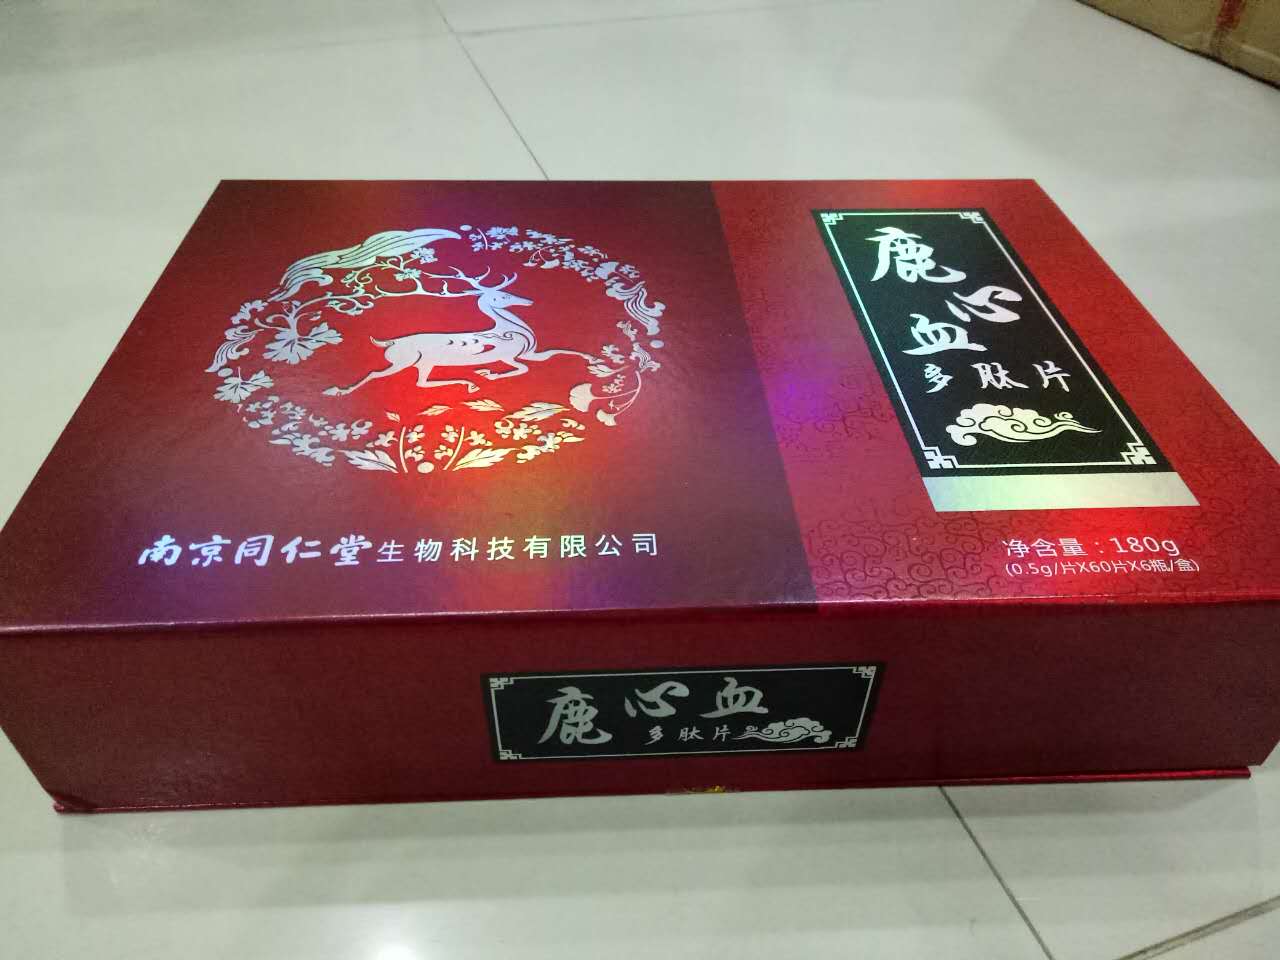 鹿心血
多肽片
南京同仁堂生物科技有限公司
净含量：180g
(0.5g/片X60片X6瓶/盒)
鹿心血
多肽片